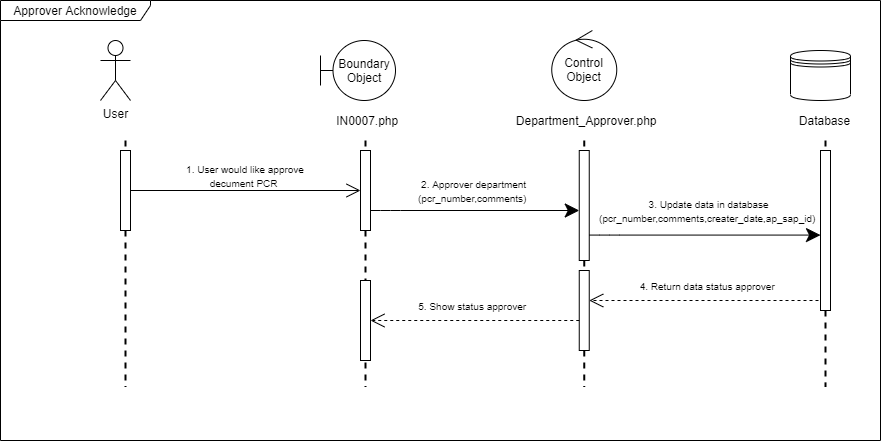 Approver Acknowledge
Boundary
Object
Control
Object
User
IN0007.php
Department_Approver.php
Database
1. User would like approve
decument PCR
2. Approver department
(pcr_number,comments)
3. Update data in database
(pcr_number,comments,creater_date,ap_sap_id)
4. Return data status approver
5. Show status approver